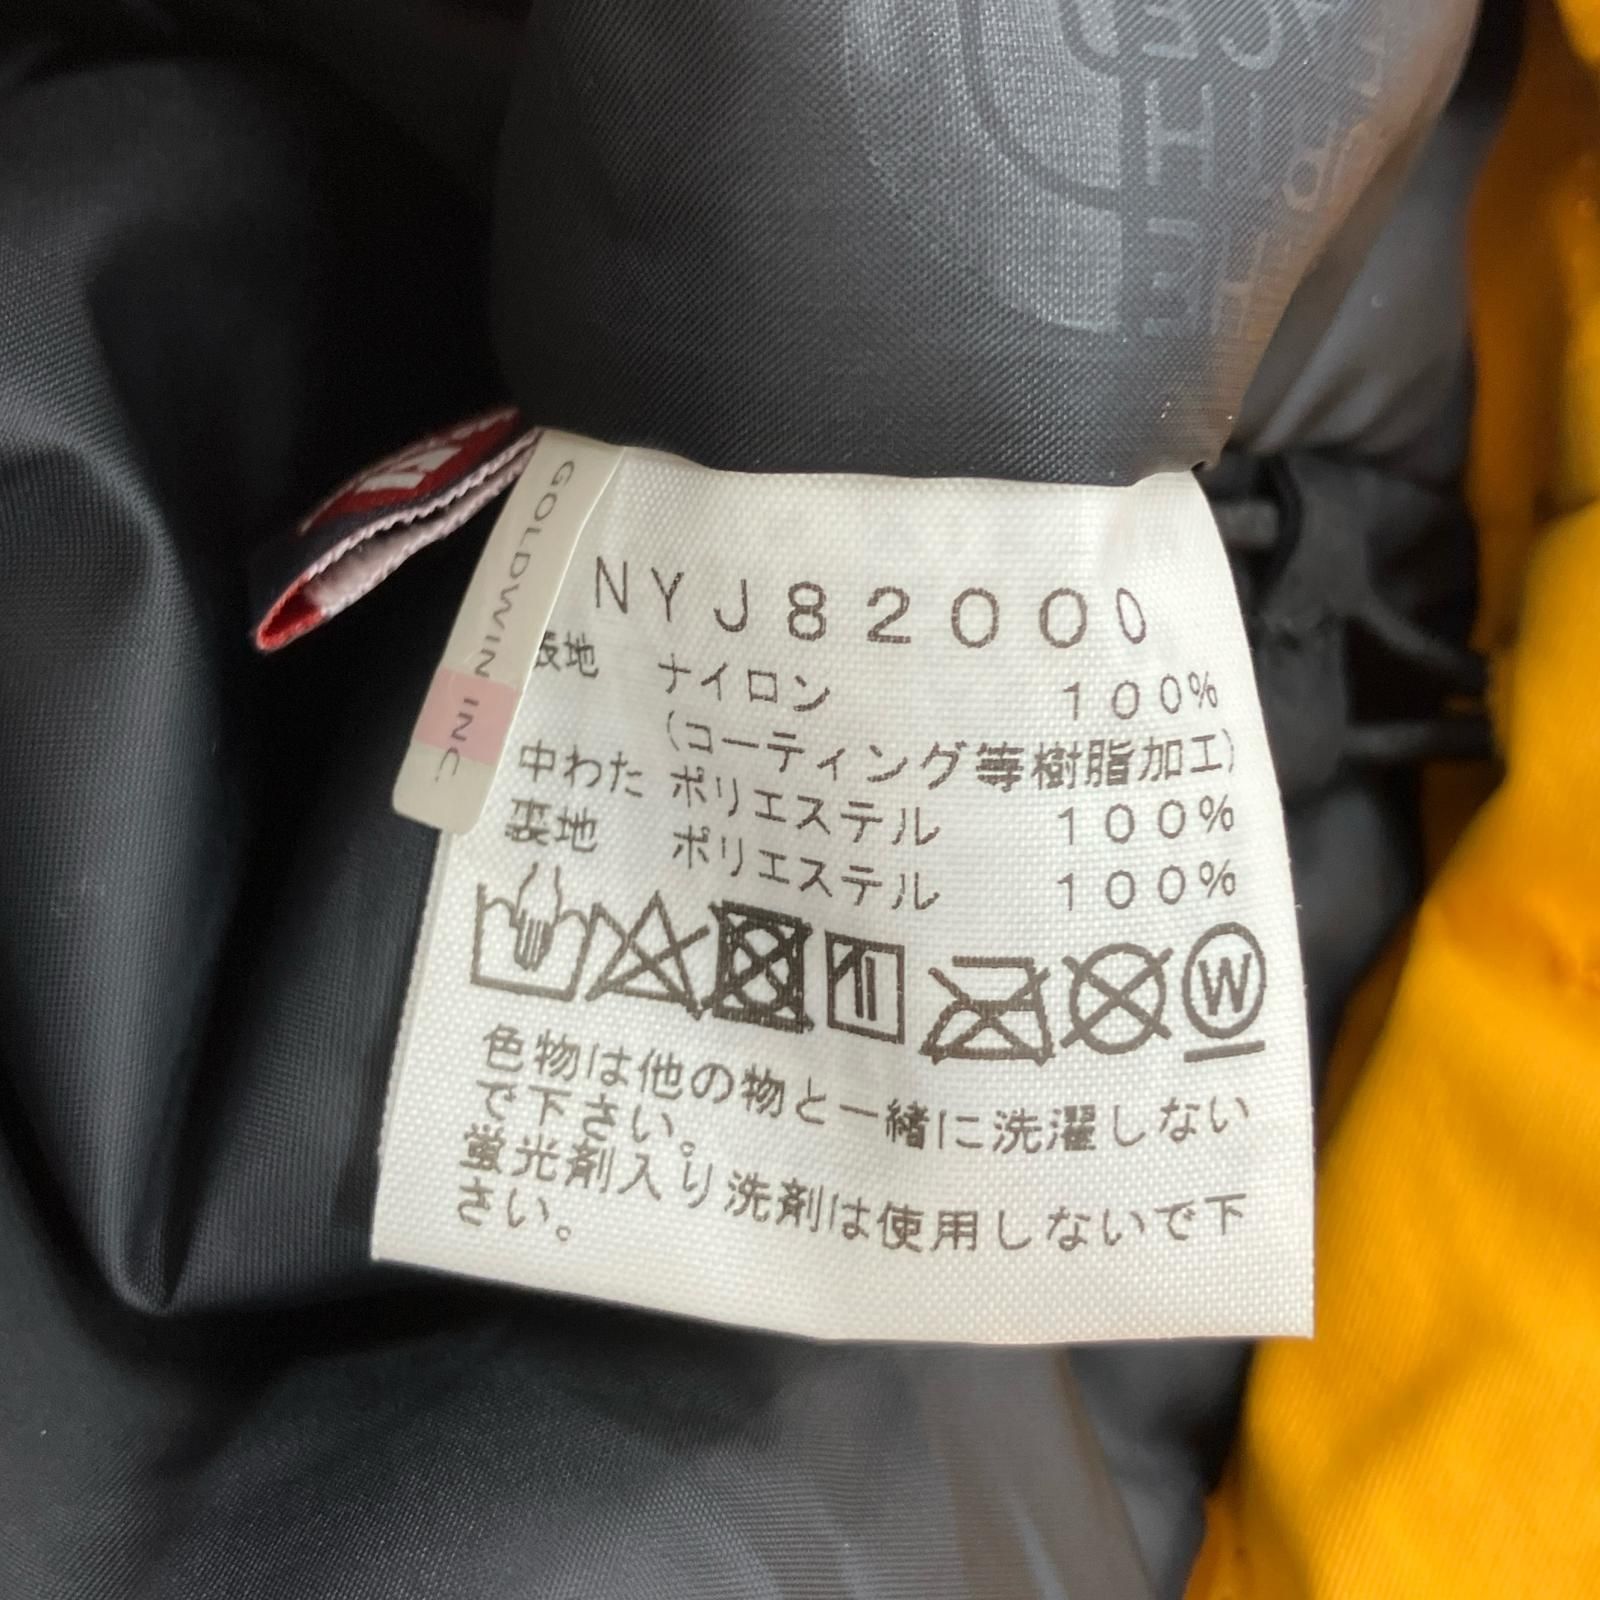 GOLDWIN INC
NYJ82000
表地 ナイロン 100%
(コーティング等樹脂加工)
中わた ポリエステル 100%
裏地 ポリエステル 100%
W
色物は他の物と一緒に洗濯しない
で下さい。
蛍光剤入り洗剤は使用しないで下
さい。